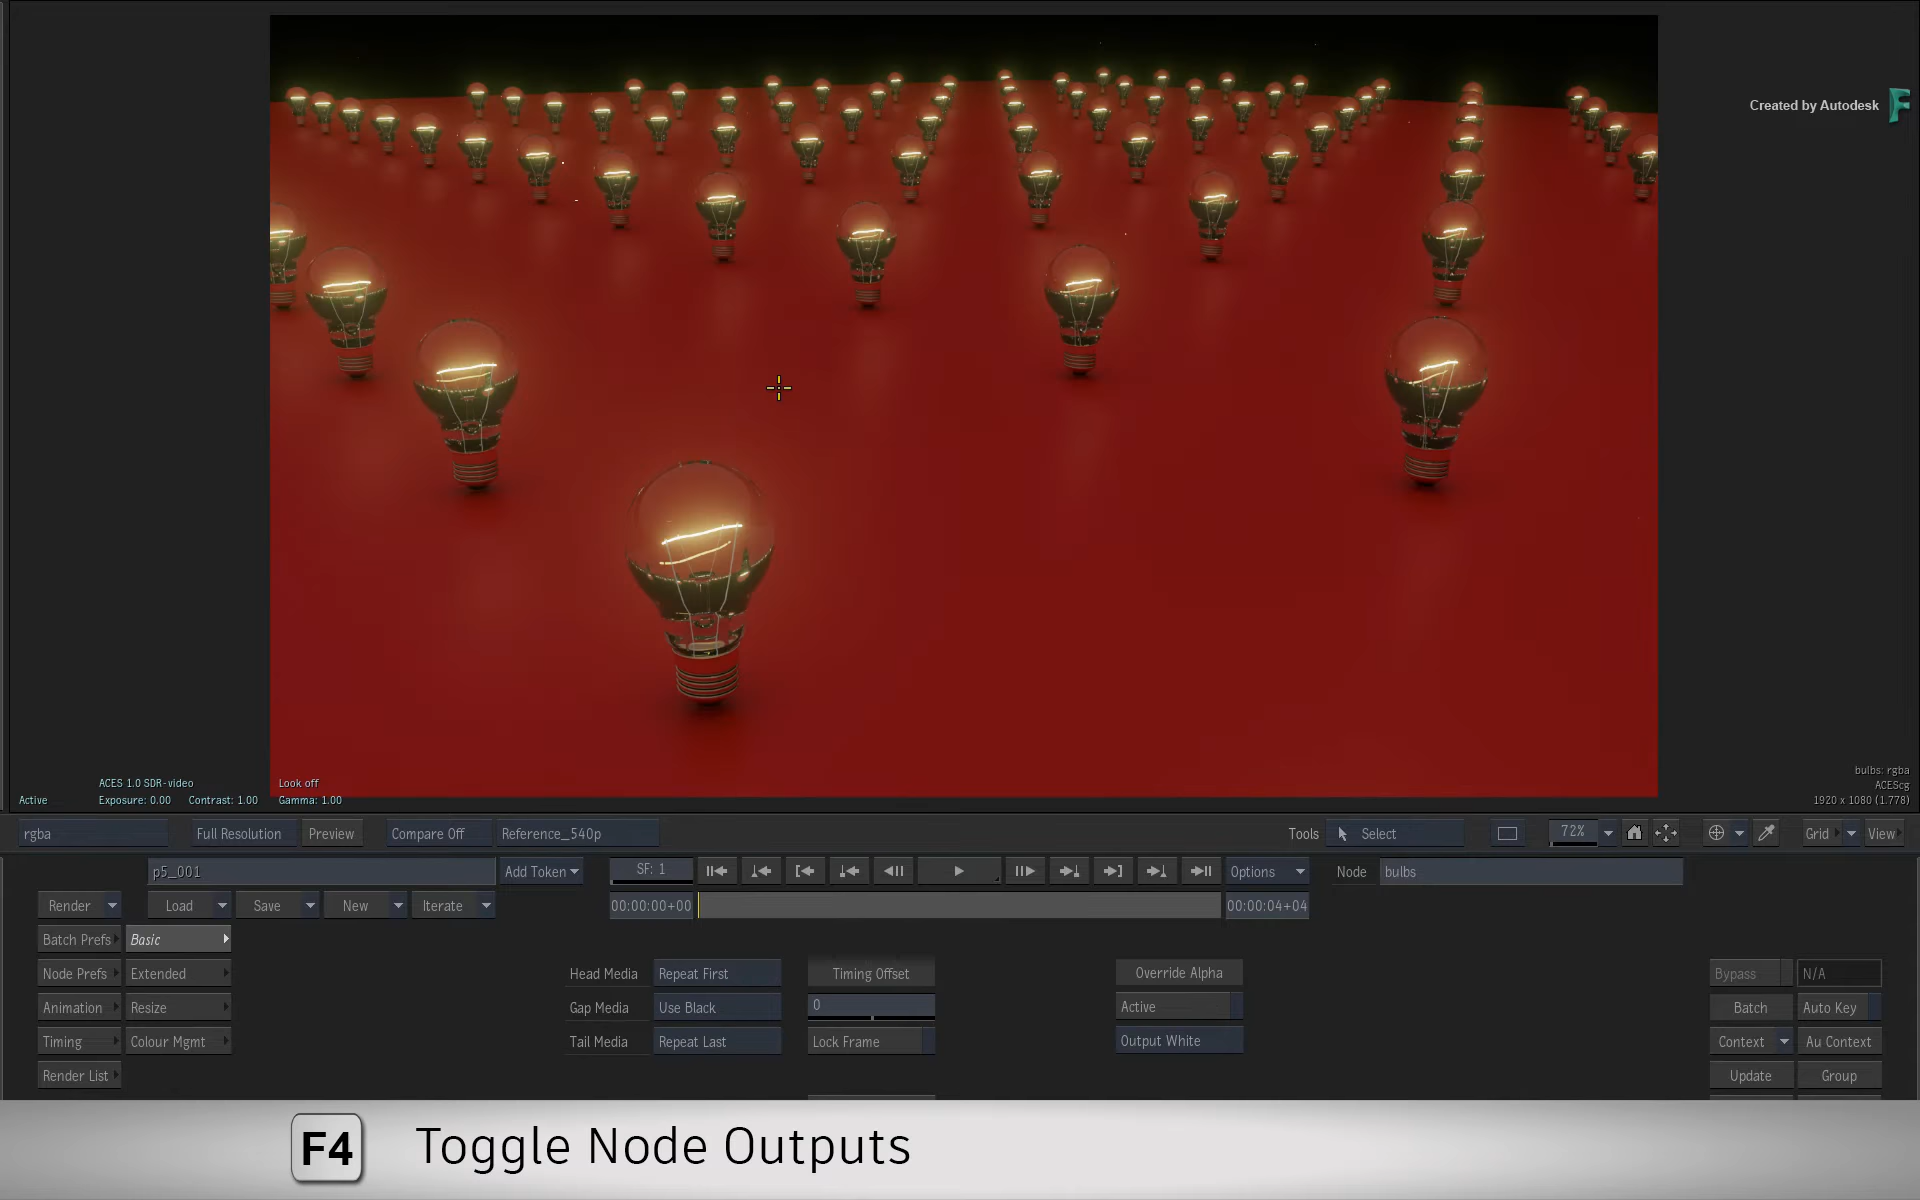 Created by Autodesk
ACES 1.0 SDR-video
Look off
Active
Exposure: 0.00
Contrast: 1.00
Gamma: 1.00
bulbs: rgba
ACEScg
1920 x 1080 (1.778)
rgba
Full Resolution
Preview
Compare Off
Reference_540p
Tools
Select
72%
Grid
View
p5_001
Add Token
SF: 1
Options
Node
bulbs
Render
Load
Save
New
Iterate
00:00:00+00
00:00:04+04
Batch Prefs
Basic
Node Prefs
Extended
Head Media
Repeat First
Timing Offset
Override Alpha
Bypass
N/A
Animation
Resize
Gap Media
Use Black
0
Active
Batch
Auto Key
Timing
Colour Mgmt
Tail Media
Repeat Last
Lock Frame
Output White
Context
Au Context
Render List
Update
Group
F4
Toggle Node Outputs